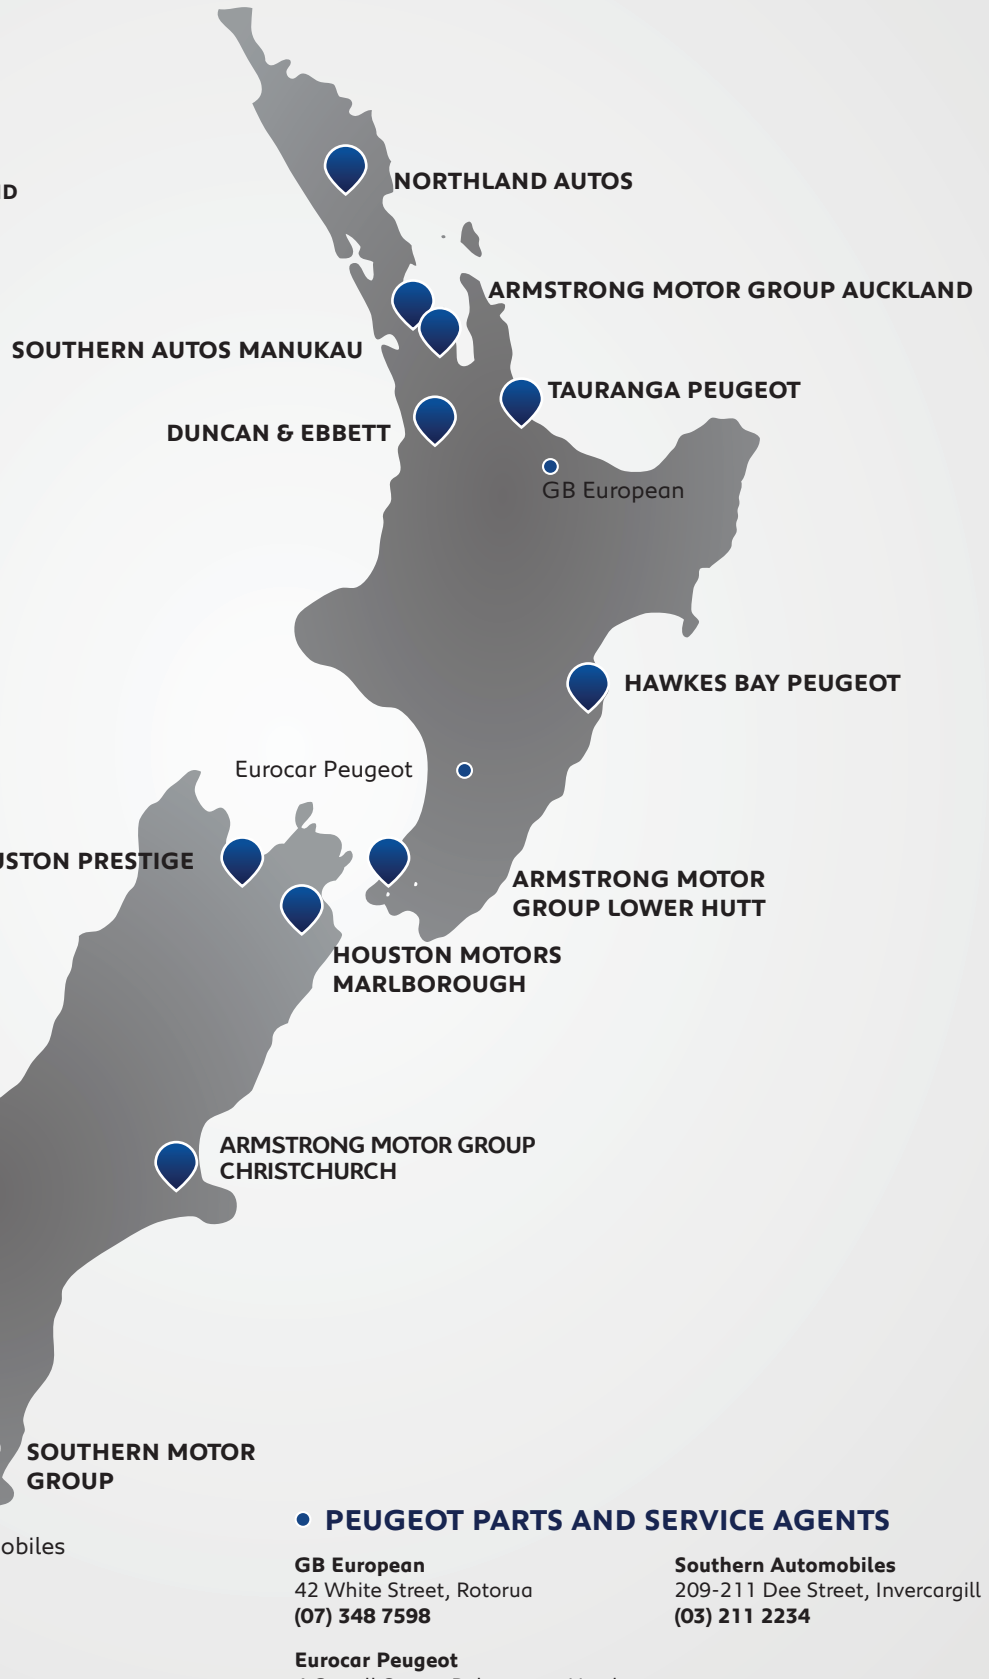 NORTHLAND AUTOS
ARMSTRONG MOTOR GROUP AUCKLAND
SOUTHERN AUTOS MANUKAU
TAURANGA PEUGEOT
DUNCAN & EBBETT
GB European
HAWKES BAY PEUGEOT
Eurocar Peugeot
USTON PRESTIGE
ARMSTRONG MOTOR
GROUP LOWER HUTT
HOUSTON MOTORS
MARLBOROUGH
ARMSTRONG MOTOR GROUP
CHRISTCHURCH
SOUTHERN MOTOR
GROUP
obiles
PEUGEOT PARTS AND SERVICE AGENTS
GB European
42 White Street, Rotorua
(07) 348 7598
Southern Automobiles
209-211 Dee Street, Invercargill
(03) 211 2234
Eurocar Peugeot